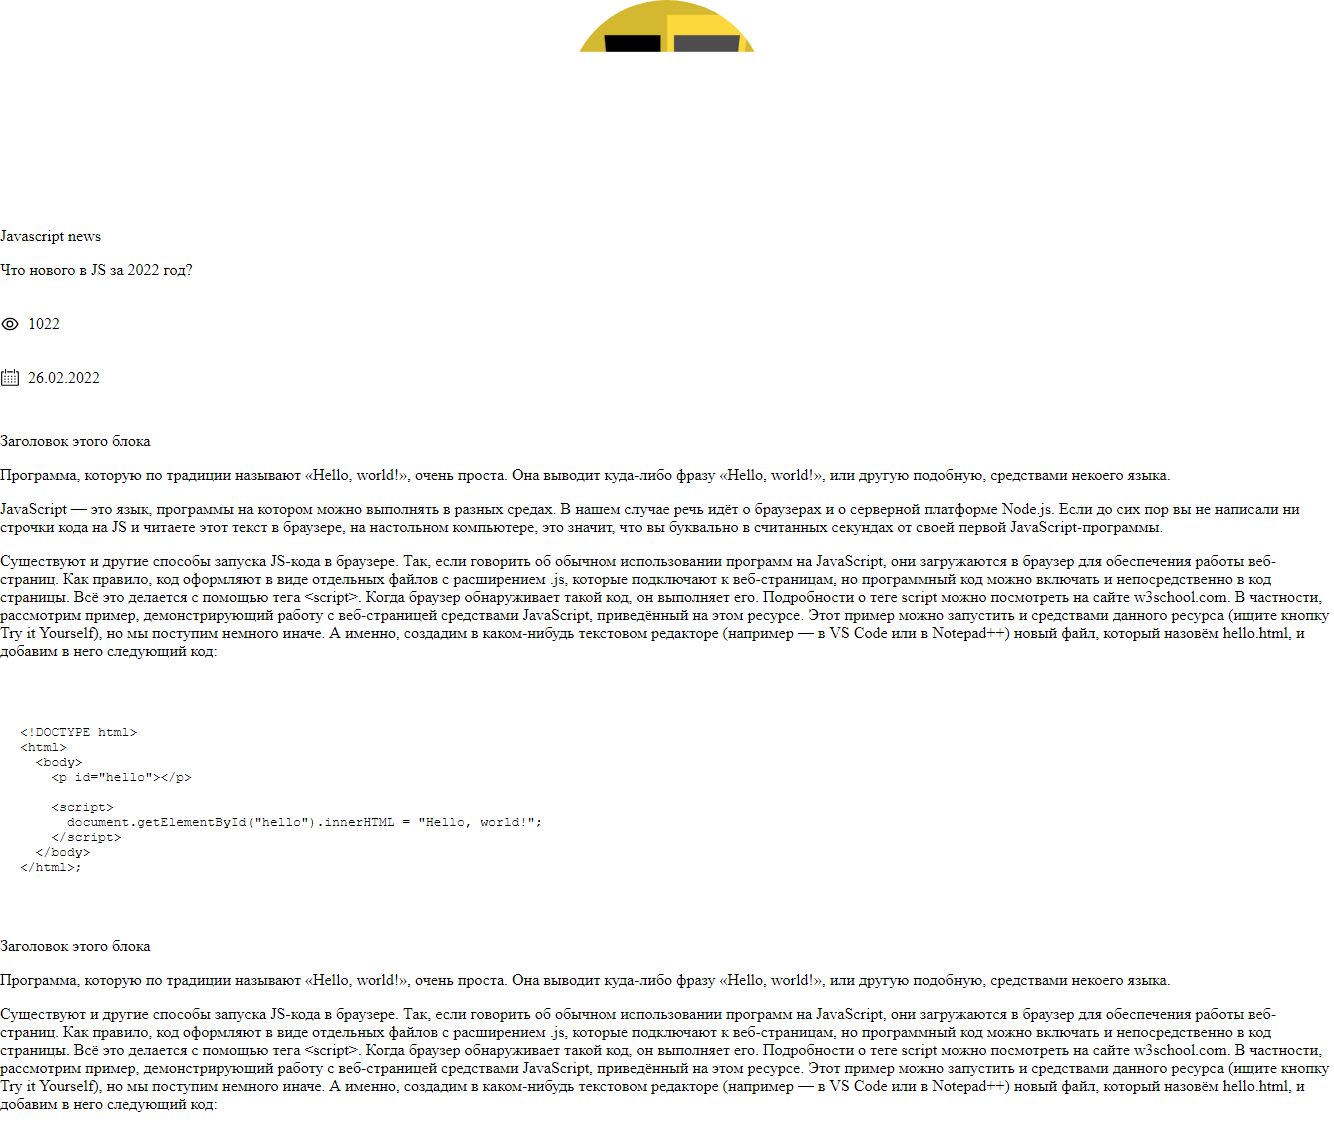 Javascript news
Что нового в JS за 2022 год?
1022
26.02.2022
Заголовок этого блока
Программа, которую по традиции называют «Hello, world!», очень проста. Она выводит куда-либо фразу «Hello, world!», или другую подобную, средствами некоего языка.
JavaScript — это язык, программы на котором можно выполнять в разных средах. В нашем случае речь идёт о браузерах и о серверной платформе Node.js. Если до сих пор вы не написали ни
строчки кода на JS и читаете этот текст в браузере, на настольном компьютере, это значит, что вы буквально в считанных секундах от своей первой JavaScript-программы.
Существуют и другие способы запуска JS-кода в браузере. Так, если говорить об обычном использовании программ на JavaScript, они загружаются в браузер для обеспечения работы веб-
страниц. Как правило, код оформляют в виде отдельных файлов с расширением .js, которые подключают к веб-страницам, но программный код можно включать и непосредственно в код
страницы. Всё это делается с помощью тега <script>. Когда браузер обнаруживает такой код, он выполняет его. Подробности о теге script можно посмотреть на сайте w3school.com. В частности,
рассмотрим пример, демонстрирующий работу с веб-страницей средствами JavaScript, приведённый на этом ресурсе. Этот пример можно запустить и средствами данного ресурса (ищите кнопку
Try it Yourself), но мы поступим немного иначе. А именно, создадим в каком-нибудь текстовом редакторе (например — в VS Code или в Notepad++) новый файл, который назовём hello.html, и
добавим в него следующий код:
<!DOCTYPE html>
<html>
<body>
<p id="hello"></p>
<script>
document.getElementById("hello").innerHTML = "Hello, world!";
</script>
</body>
</html>;
Заголовок этого блока
Программа, которую по традиции называют «Hello, world!», очень проста. Она выводит куда-либо фразу «Hello, world!», или другую подобную, средствами некоего языка.
Существуют и другие способы запуска JS-кода в браузере. Так, если говорить об обычном использовании программ на JavaScript, они загружаются в браузер для обеспечения работы веб-
страниц. Как правило, код оформляют в виде отдельных файлов с расширением .js, которые подключают к веб-страницам, но программный код можно включать и непосредственно в код
страницы. Всё это делается с помощью тега <script>. Когда браузер обнаруживает такой код, он выполняет его. Подробности о теге script можно посмотреть на сайте w3school.com. В частности,
рассмотрим пример, демонстрирующий работу с веб-страницей средствами JavaScript, приведённый на этом ресурсе. Этот пример можно запустить и средствами данного ресурса (ищите кнопку
Try it Yourself), но мы поступим немного иначе. А именно, создадим в каком-нибудь текстовом редакторе (например — в VS Code или в Notepad++) новый файл, который назовём hello.html, и
добавим в него следующий код: